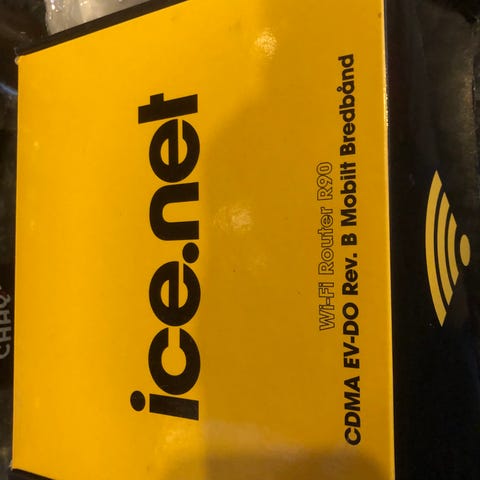 ice.net
Wi-Fi Router R90
CDMA EV-DO Rev. B Mobilt Bredbånd